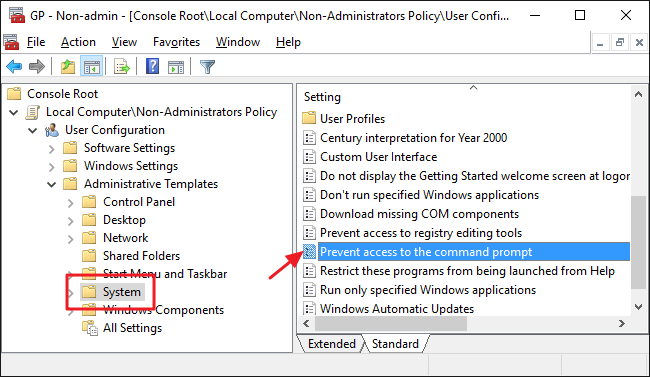 GP - Non-admin - [Console Root\Local Computer\Non-Administrators Policy\User Confi...
File Action View Favorites Window Help
Console Root
Local Computer\Non-Administrators Policy
User Configuration
Software Settings
Windows Settings
Administrative Templates
Control Panel
Desktop
Network
Shared Folders
Start Menu and Taskbar
System
Windows Components
All Settings
Setting
User Profiles
Century interpretation for Year 2000
Custom User Interface
Do not display the Getting Started welcome screen at logon
Don't run specified Windows applications
Download missing COM components
Prevent access to registry editing tools
Prevent access to the command prompt
Restrict these programs from being launched from Help
Run only specified Windows applications
Windows Automatic Updates
Extended Standard